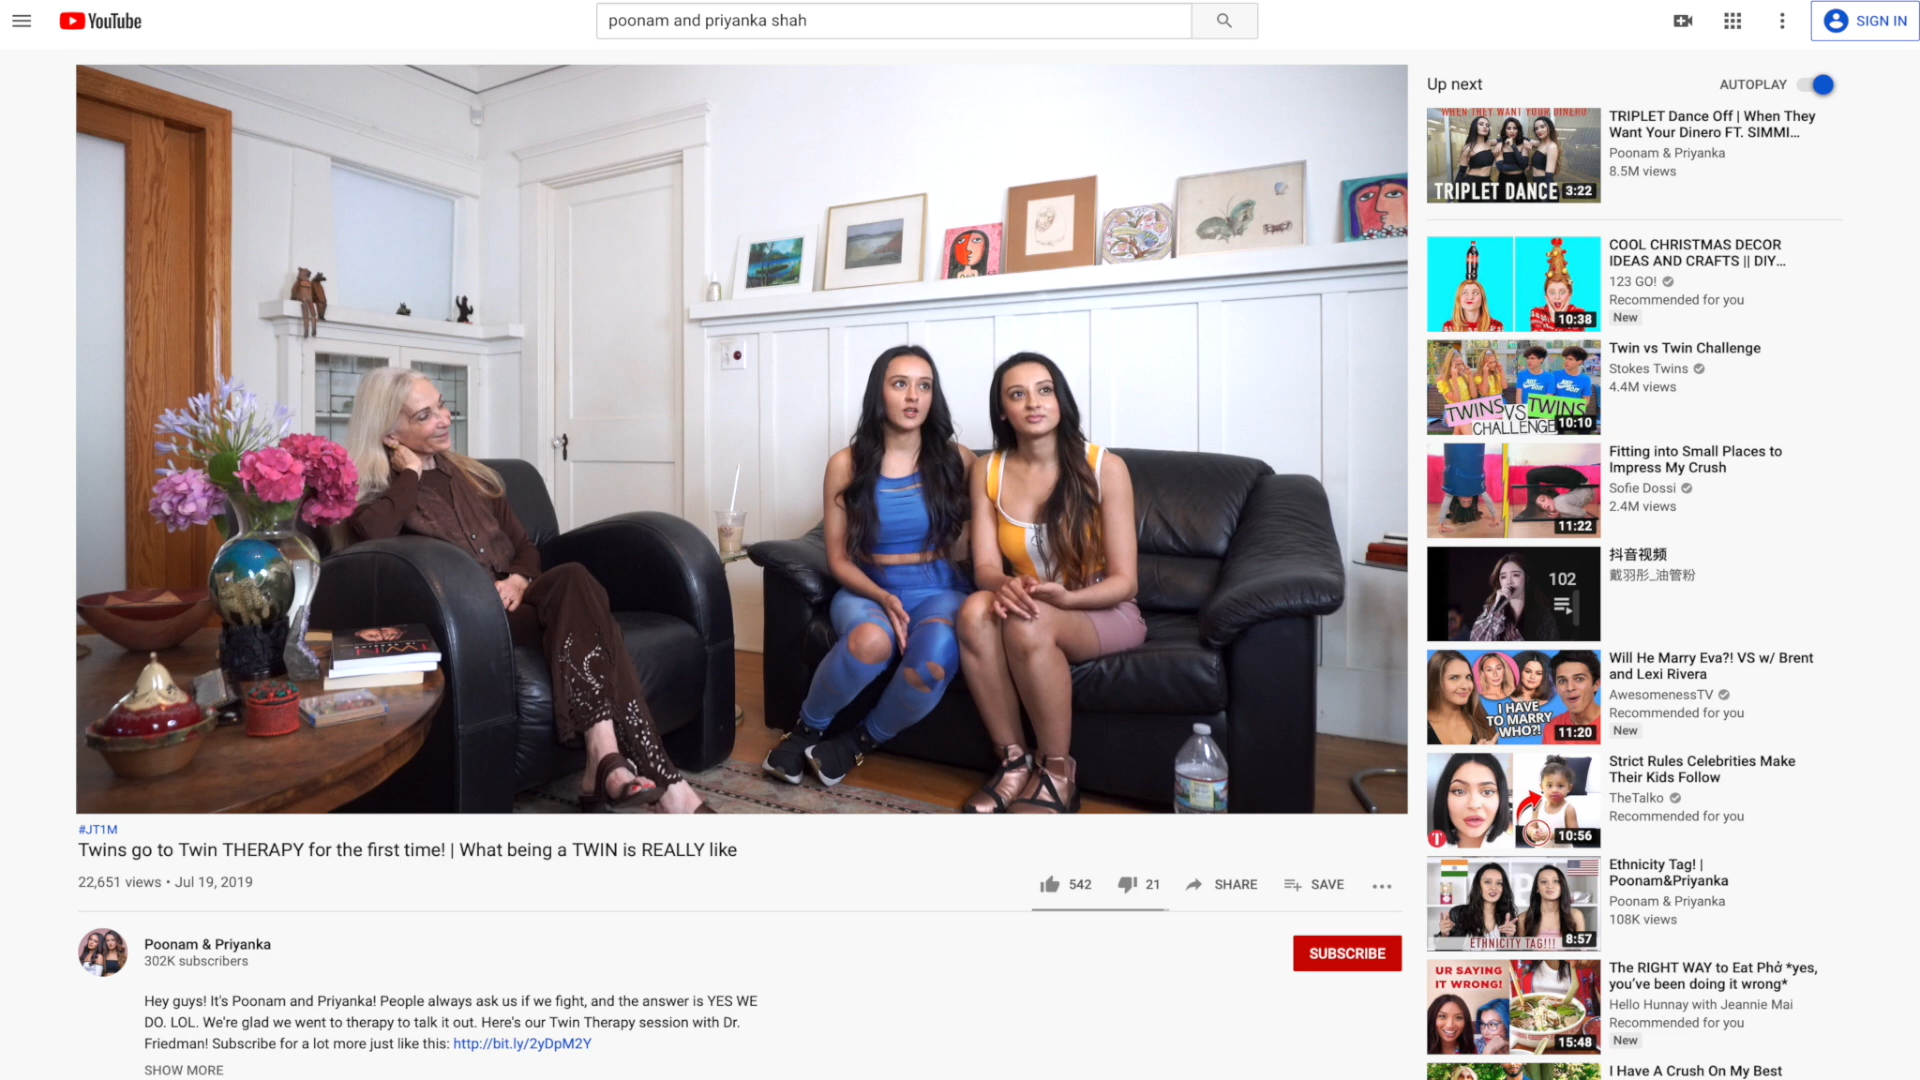 YouTube
poonam and priyanka shah
SIGN IN
#JT1M
Twins go to Twin THERAPY for the first time! | What being a TWIN is REALLY like
22,651 views • Jul 19, 2019
542
21
SHARE
SAVE
Poonam & Priyanka
302K subscribers
SUBSCRIBE
Hey guys! It's Poonam and Priyanka! People always ask us if we fight, and the answer is YES WE
DO. LOL. We're glad we went to therapy to talk it out. Here's our Twin Therapy session with Dr.
Friedman! Subscribe for a lot more just like this: http://bit.ly/2yDpM2Y
SHOW MORE
Up next
AUTOPLAY
WHEN THEY WANT YOUR DINERO
TRIPLET DANCE
3:22
TRIPLET Dance Off | When They
Want Your Dinero FT. SIMMI...
Poonam & Priyanka
8.5M views
10:38
COOL CHRISTMAS DECOR
IDEAS AND CRAFTS || DIY...
123 GO!
Recommended for you
New
JUST DO IT
JUST DO IT
TWINS VS TWINS
CHALLENGE
10:10
Twin vs Twin Challenge
Stokes Twins
4.4M views
11:22
Fitting into Small Places to
Impress My Crush
Sofie Dossi
2.4M views
102
抖音视频
戴羽彤_油管粉
I HAVE
TO MARRY
WHO?!
11:20
Will He Marry Eva?! VS w/ Brent
and Lexi Rivera
AwesomenessTV
Recommended for you
New
T
10:56
Strict Rules Celebrities Make
Their Kids Follow
TheTalko
Recommended for you
ETHNICITY TAG!!!
8:57
Ethnicity Tag! |
Poonam&Priyanka
Poonam & Priyanka
108K views
UR SAYING
IT WRONG!
15:48
The RIGHT WAY to Eat Phở *yes,
you've been doing it wrong*
Hello Hunnay with Jeannie Mai
Recommended for you
New
I Have A Crush On My Best